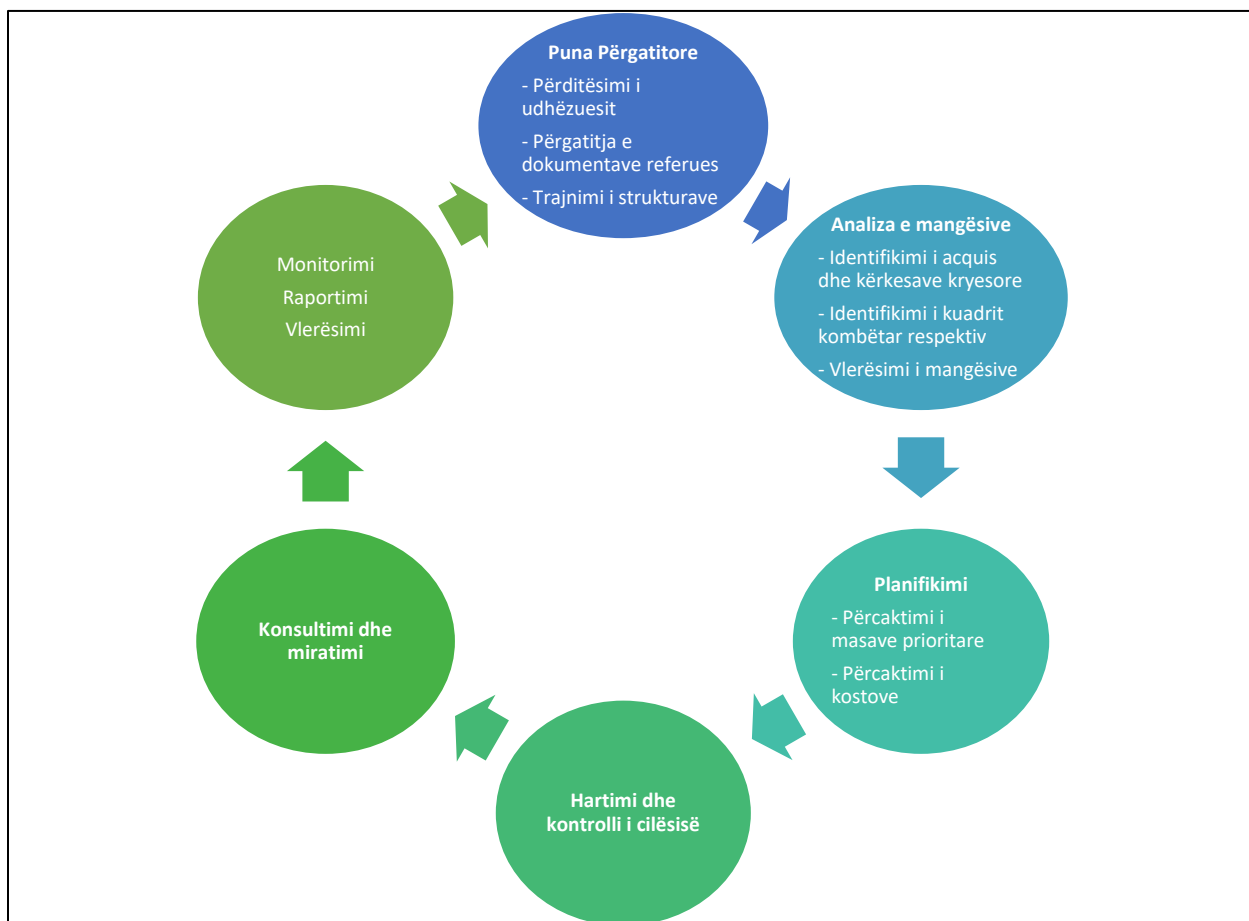 Puna Përgatitore
- Përditësimi i
udhëzuesit
- Përgatitja e
dokumentave referues
- Trajnimi i strukturave
Analiza e mangësive
- Identifikimi i acquis
dhe kërkesave kryesore
- Identifikimi i kuadrit
kombëtar respektiv
- Vlerësimi i mangësive
Planifikimi
- Përcaktimi i
masave prioritare
- Përcaktimi i
kostove
Hartimi dhe
kontrolli i cilësisë
Konsultimi dhe
miratimi
Monitorimi
Raportimi
Vlerësimi